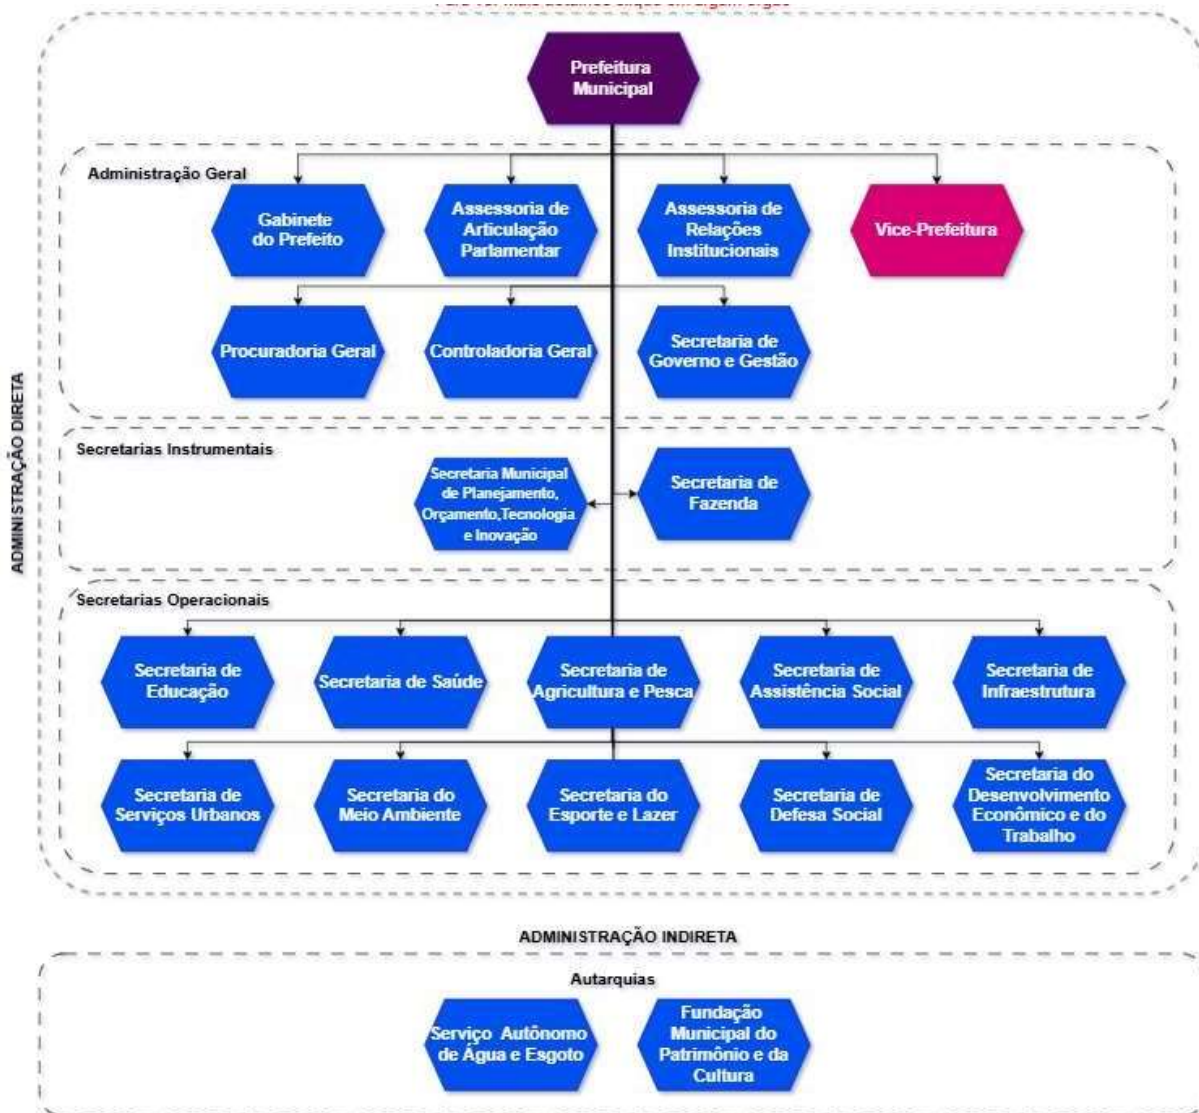 Prefeitura
Municipal
ADMINISTRAÇÃO DIRETA
Administração Geral
Gabinete
do Prefeito
Assessoria de
Articulação
Parlamentar
Assessoria de
Relações
Institucionais
Vice-Prefeitura
Procuradoria Geral
Controladoria Geral
Secretaria de
Governo e Gestão
Secretarias Instrumentais
Secretaria Municipal
de Planejamento,
Orçamento,Tecnologia
e Inovação
Secretaria de
Fazenda
Secretarias Operacionais
Secretaria de
Educação
Secretaria de Saúde
Secretaria de
Agricultura e Pesca
Secretaria de
Assistência Social
Secretaria de
Infraestrutura
Secretaria de
Serviços Urbanos
Secretaria do
Meio Ambiente
Secretaria do
Esporte e Lazer
Secretaria de
Defesa Social
Secretaria do
Desenvolvimento
Econômico e do
Trabalho
ADMINISTRAÇÃO INDIRETA
Autarquias
Serviço Autônomo
de Água e Esgoto
Fundação
Municipal do
Patrimônio e da
Cultura